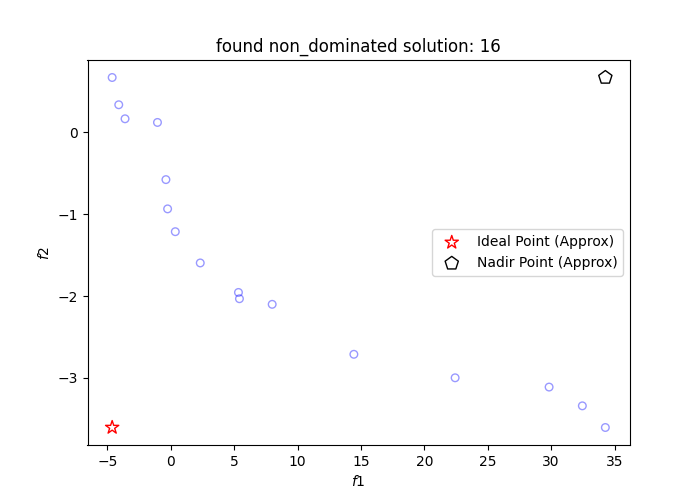 found non_dominated solution: 16
f2
0
−1
−2
−3
Ideal Point (Approx)
Nadir Point (Approx)
−5 0 5 10 15 20 25 30 35
f1